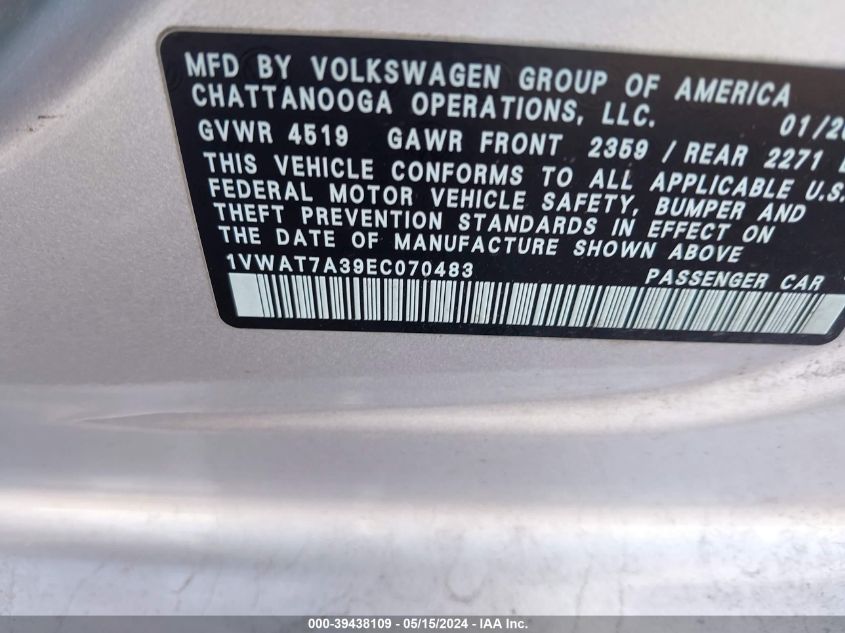 MFD BY VOLKSWAGEN GROUP OF AMERICA
CHATTANOOGA OPERATIONS, LLC. 01/20
GVWR 4519 GAWR FRONT 2359 / REAR 2271
THIS VEHICLE CONFORMS TO ALL APPLICABLE U.S.
FEDERAL MOTOR VEHICLE SAFETY, BUMPER AND
THEFT PREVENTION STANDARDS IN EFFECT ON
THE DATE OF MANUFACTURE SHOWN ABOVE
1VWAT7A39EC070483 PASSENGER CAR
000-39438109 - 05/15/2024 - IAA Inc.